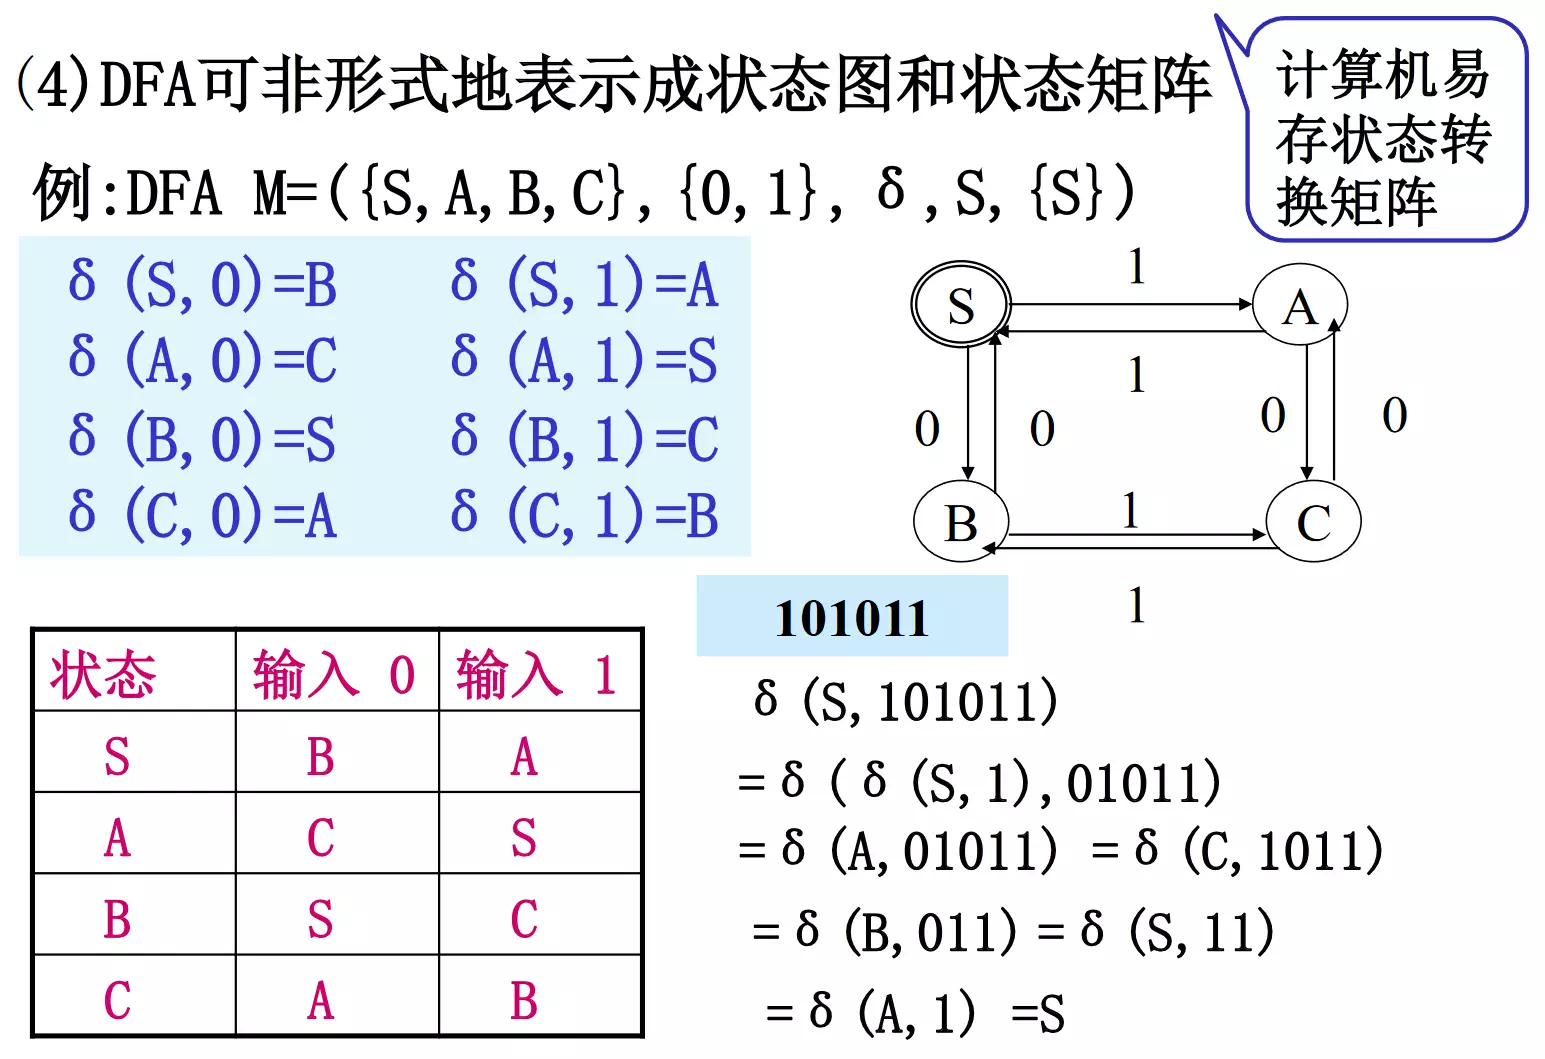 (4)DFA可非形式地表示成状态图和状态矩阵
计算机易
存状态转
换矩阵
例:DFA M=({S,A,B,C},{0,1},δ,S,{S})
δ(S,0)=B δ(S,1)=A
δ(A,0)=C δ(A,1)=S
δ(B,0)=S δ(B,1)=C
δ(C,0)=A δ(C,1)=B
1
S A
1
0 0 0 0
B 1 C
1
状态 输入 0 输入 1
S B A
A C S
B S C
C A B
101011
δ(S,101011)
=δ(δ(S,1),01011)
=δ(A,01011) =δ(C,1011)
=δ(B,011)=δ(S,11)
=δ(A,1) =S